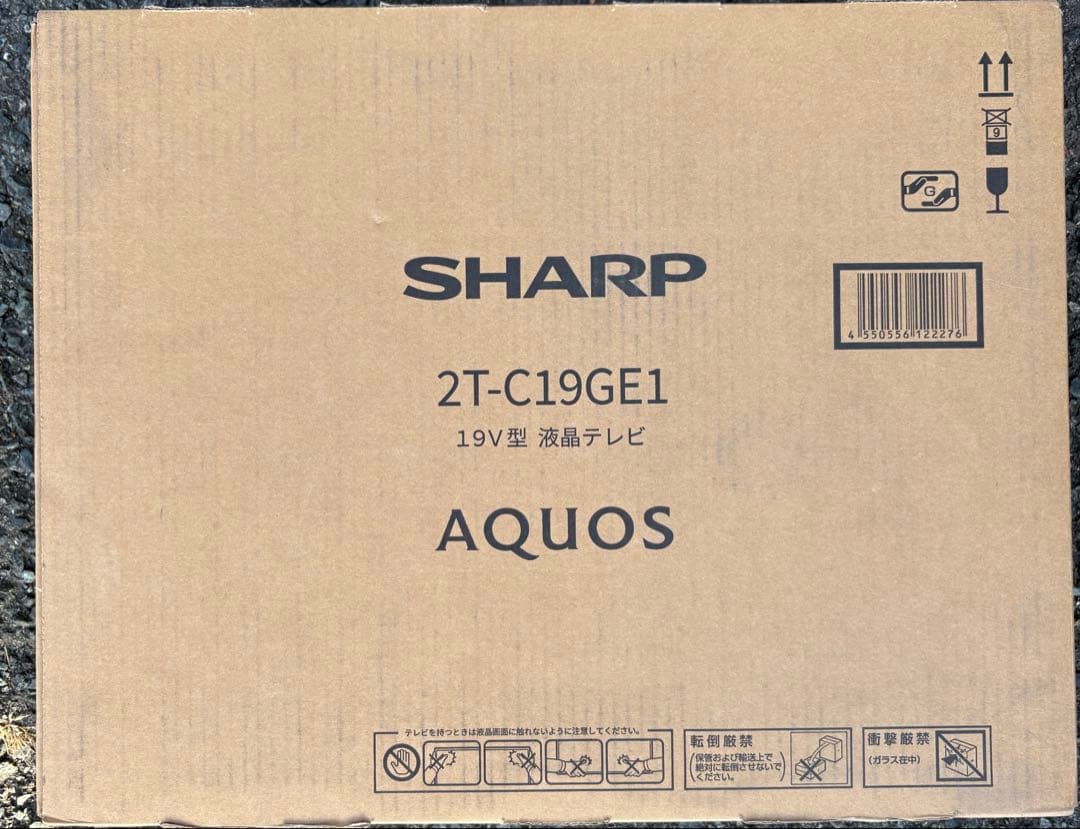 9
G
SHARP
4 550556 122276
2T-C19GE1
19V型 液晶テレビ
AQUOS
テレビを持つときは液晶画面に触れないように注意してください。
転倒厳禁
(保管および輸送上で
絶対に転倒させないで
ください。)
衝撃厳禁
(ガラス在中)